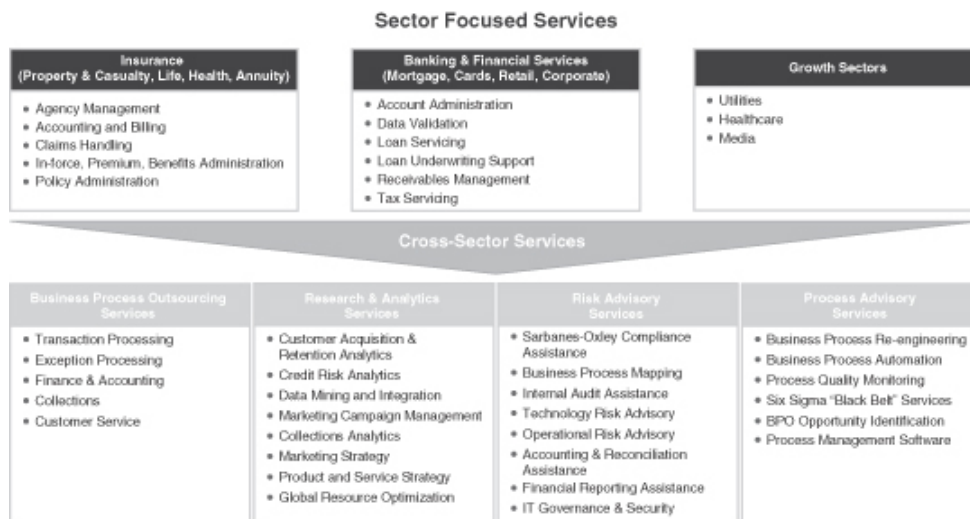 Sector Focused Services
Insurance
(Property & Casualty, Life, Health, Annuity)
• Agency Management
• Accounting and Billing
• Claims Handling
• In-force, Premium, Benefits Administration
• Policy Administration
Banking & Financial Services
(Mortgage, Cards, Retail, Corporate)
• Account Administration
• Data Validation
• Loan Servicing
• Loan Underwriting Support
• Receivables Management
• Tax Servicing
Growth Sectors
• Utilities
• Healthcare
• Media
Cross-Sector Services
Business Process Outsourcing
Services
• Transaction Processing
• Exception Processing
• Finance & Accounting
• Collections
• Customer Service
Research & Analytics
Services
• Customer Acquisition &
Retention Analytics
• Credit Risk Analytics
• Data Mining and Integration
• Marketing Campaign Management
• Collections Analytics
• Marketing Strategy
• Product and Service Strategy
• Global Resource Optimization
Risk Advisory
Services
• Sarbanes-Oxley Compliance
Assistance
• Business Process Mapping
• Internal Audit Assistance
• Technology Risk Advisory
• Operational Risk Advisory
• Accounting & Reconciliation
Assistance
• Financial Reporting Assistance
• IT Governance & Security
Process Advisory
Services
• Business Process Re-engineering
• Business Process Automation
• Process Quality Monitoring
• Six Sigma "Black Belt" Services
• BPO Opportunity Identification
• Process Management Software